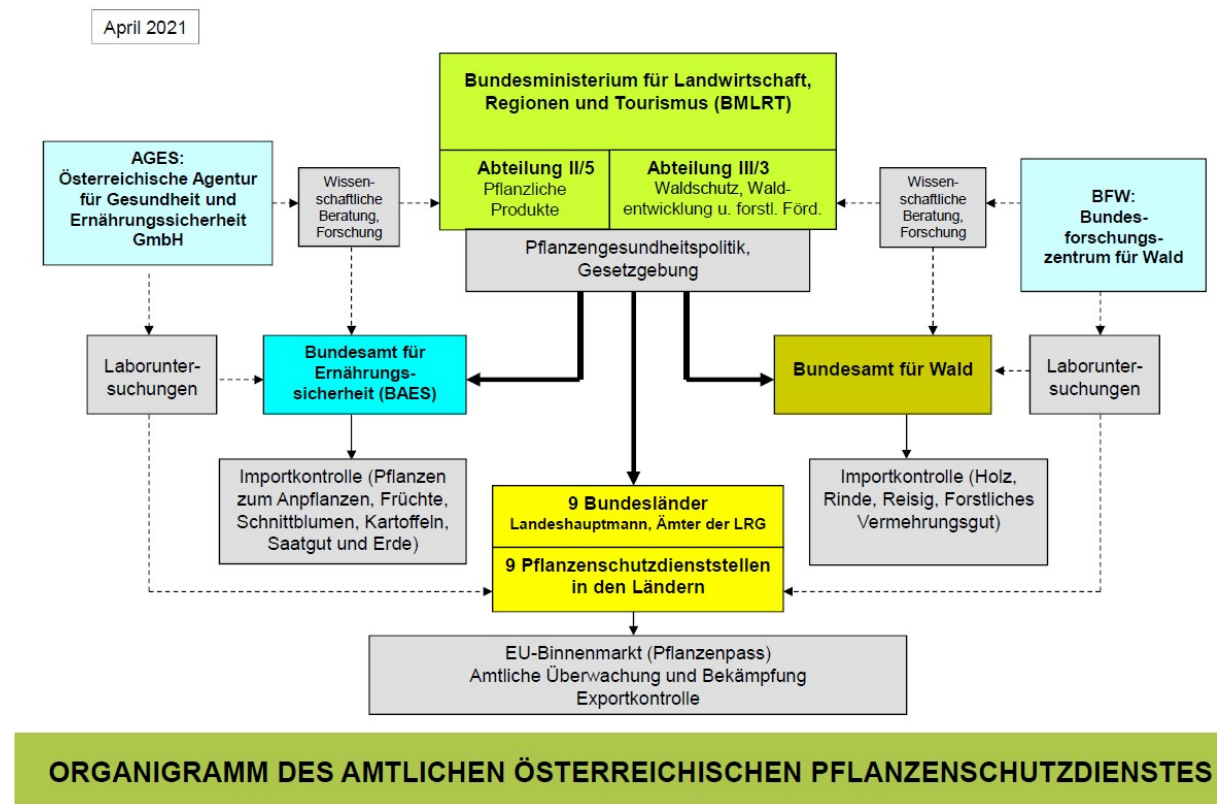 April 2021
Bundesministerium für Landwirtschaft,
Regionen und Tourismus (BMLRT)
Abteilung II/5
Pflanzliche
Produkte
Abteilung III/3
Waldschutz, Wald-
entwicklung u. forstl. Förd.
Pflanzengesundheitspolitik,
Gesetzgebung
AGES:
Österreichische Agentur
für Gesundheit und
Ernährungssicherheit
GmbH
Wissen-
schaftliche
Beratung,
Forschung
Wissen-
schaftliche
Beratung,
Forschung
BFW:
Bundes-
forschungs-
zentrum für Wald
Laborunter-
suchungen
Bundesamt für
Ernährungs-
sicherheit (BAES)
Bundesamt für Wald
Laborunter-
suchungen
Importkontrolle (Pflanzen
zum Anpflanzen, Früchte,
Schnittblumen, Kartoffeln,
Saatgut und Erde)
Importkontrolle (Holz,
Rinde, Reisig, Forstliches
Vermehrungsgut)
9 Bundesländer
Landeshauptmann, Ämter der LRG
9 Pflanzenschutzdienststellen
in den Ländern
EU-Binnenmarkt (Pflanzenpass)
Amtliche Überwachung und Bekämpfung
Exportkontrolle
ORGANIGRAMM DES AMTLICHEN ÖSTERREICHISCHEN PFLANZENSCHUTZDIENSTES